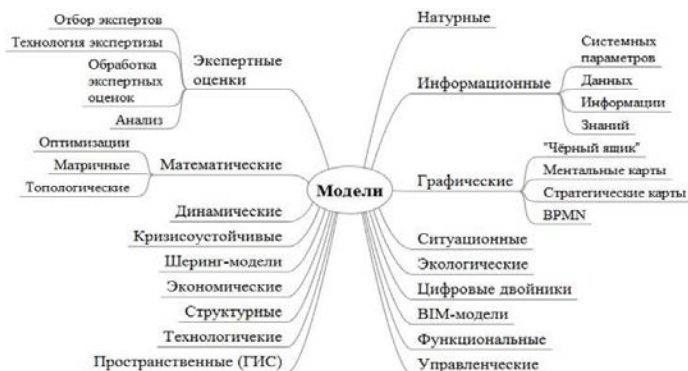 Отбор экспертов
Технология экспертизы
Обработка
экспертных
оценок
Анализ
Экспертные
оценки
Оптимизации
Матричные
Топологические
Математические
Динамические
Кризисоустойчивые
Шеринг-модели
Экономические
Структурные
Технологичекие
Пространственные (ГИС)
Модели
Натурные
Информационные
Системных
параметров
Данных
Информации
Знаний
Графические
"Чёрный ящик"
Ментальные карты
Стратегические карты
BPMN
Ситуационные
Экологические
Цифровые двойники
BIM-модели
Функциональные
Управленческие